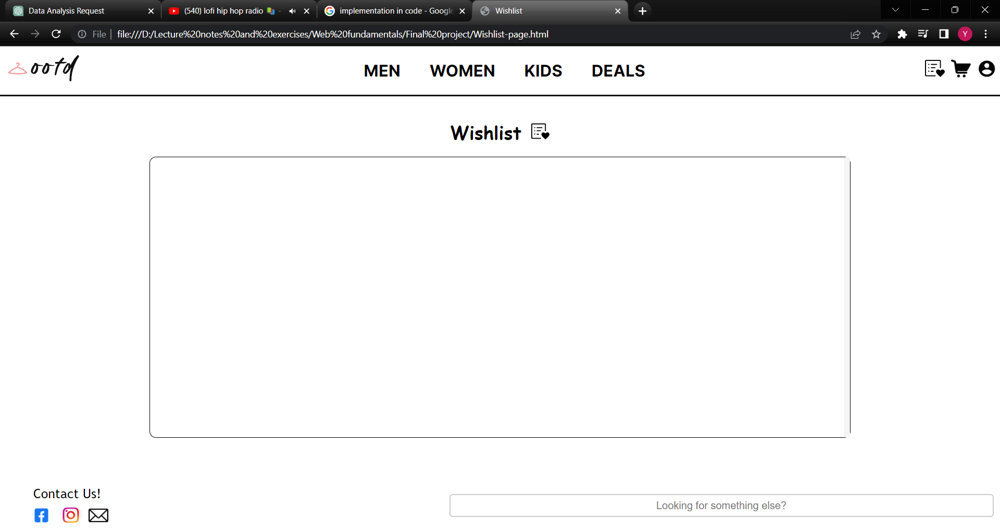 Data Analysis Request
(540) lofi hip hop radio 📚 -
implementation in code - Google
Wishlist
File | file:///D:/Lecture%20notes%20and%20exercises/Web%20fundamentals/Final%20project/Wishlist-page.html
Y
ootd
MEN WOMEN KIDS DEALS
Wishlist
Contact Us!
Looking for something else?